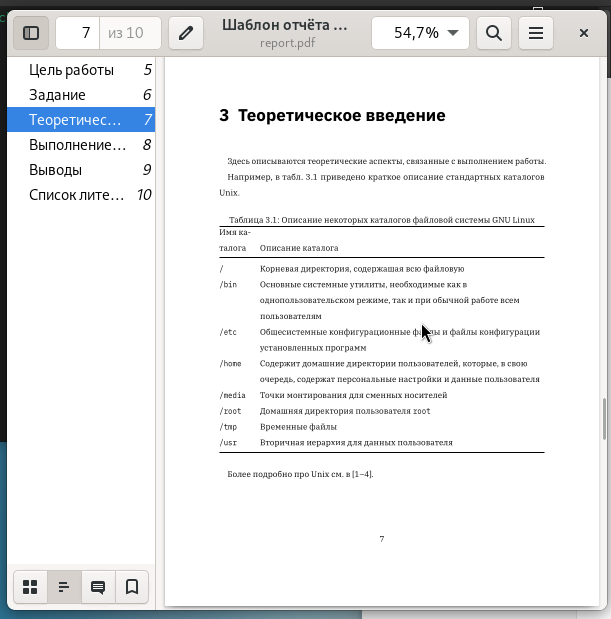 7 из 10
Шаблон отчёта ...
report.pdf
54,7%
Цель работы 5
Задание 6
Теоретичес... 7
Выполнение... 8
Выводы 9
Список лите... 10
3 Теоретическое введение
Здесь описываются теоретические аспекты, связанные с выполнением работы.
Например, в табл. 3.1 приведено краткое описание стандартных каталогов
Unix.
Таблица 3.1: Описание некоторых каталогов файловой системы GNU Linux
Имя ка-
талога Описание каталога
/ Корневая директория, содержащая всю файловую
/bin Основные системные утилиты, необходимые как в
однопользовательском режиме, так и при обычной работе всем
пользователям
/etc Общесистемные конфигурационные файлы и файлы конфигурации
установленных программ
/home Содержит домашние директории пользователей, которые, в свою
очередь, содержат персональные настройки и данные пользователя
/media Точки монтирования для сменных носителей
/root Домашняя директория пользователя root
/tmp Временные файлы
/usr Вторичная иерархия для данных пользователя
Более подробно про Unix см. в [1–4].
7